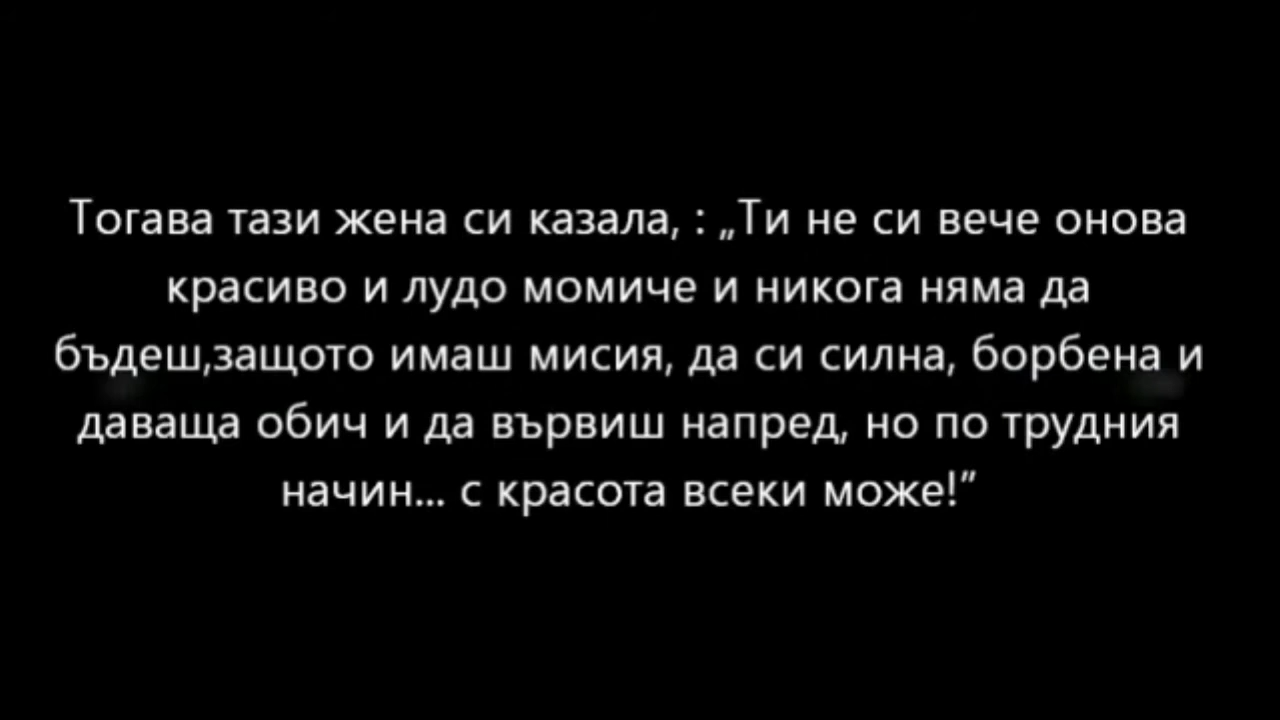 Тогава тази жена си казала, : „Ти не си вече онова
красиво и лудо момиче и никога няма да
бъдеш,защото имаш мисия, да си силна, борбена и
даваща обич и да вървиш напред, но по трудния
начин... с красота всеки може!”